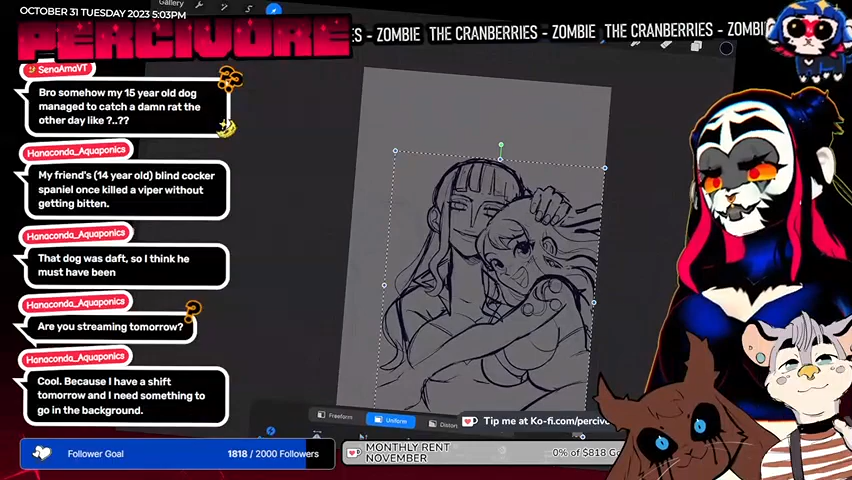 Gallery
OCTOBER 31 TUESDAY 2023 5:03PM
PERCIVORE
ES - ZOMBIE THE CRANBERRIES - ZOMBIE THE CRANBERRIES - ZOMBI
SenaAmaVT
Bro somehow my 15 year old dog
managed to catch a damn rat the
other day like ?..??
Hanaconda_Aquaponics
My friend's (14 year old) blind cocker
spaniel once killed a viper without
getting bitten.
Hanaconda_Aquaponics
That dog was daft, so I think he
must have been
Hanaconda_Aquaponics
Are you streaming tomorrow?
Hanaconda_Aquaponics
Cool. Because I have a shift
tomorrow and I need something to
go in the background.
Freeform
Uniform
Distort
Tip me at Ko-fi.com/percivo
Follower Goal
1818 / 2000 Followers
MONTHLY RENT
NOVEMBER
0% of $818 Go